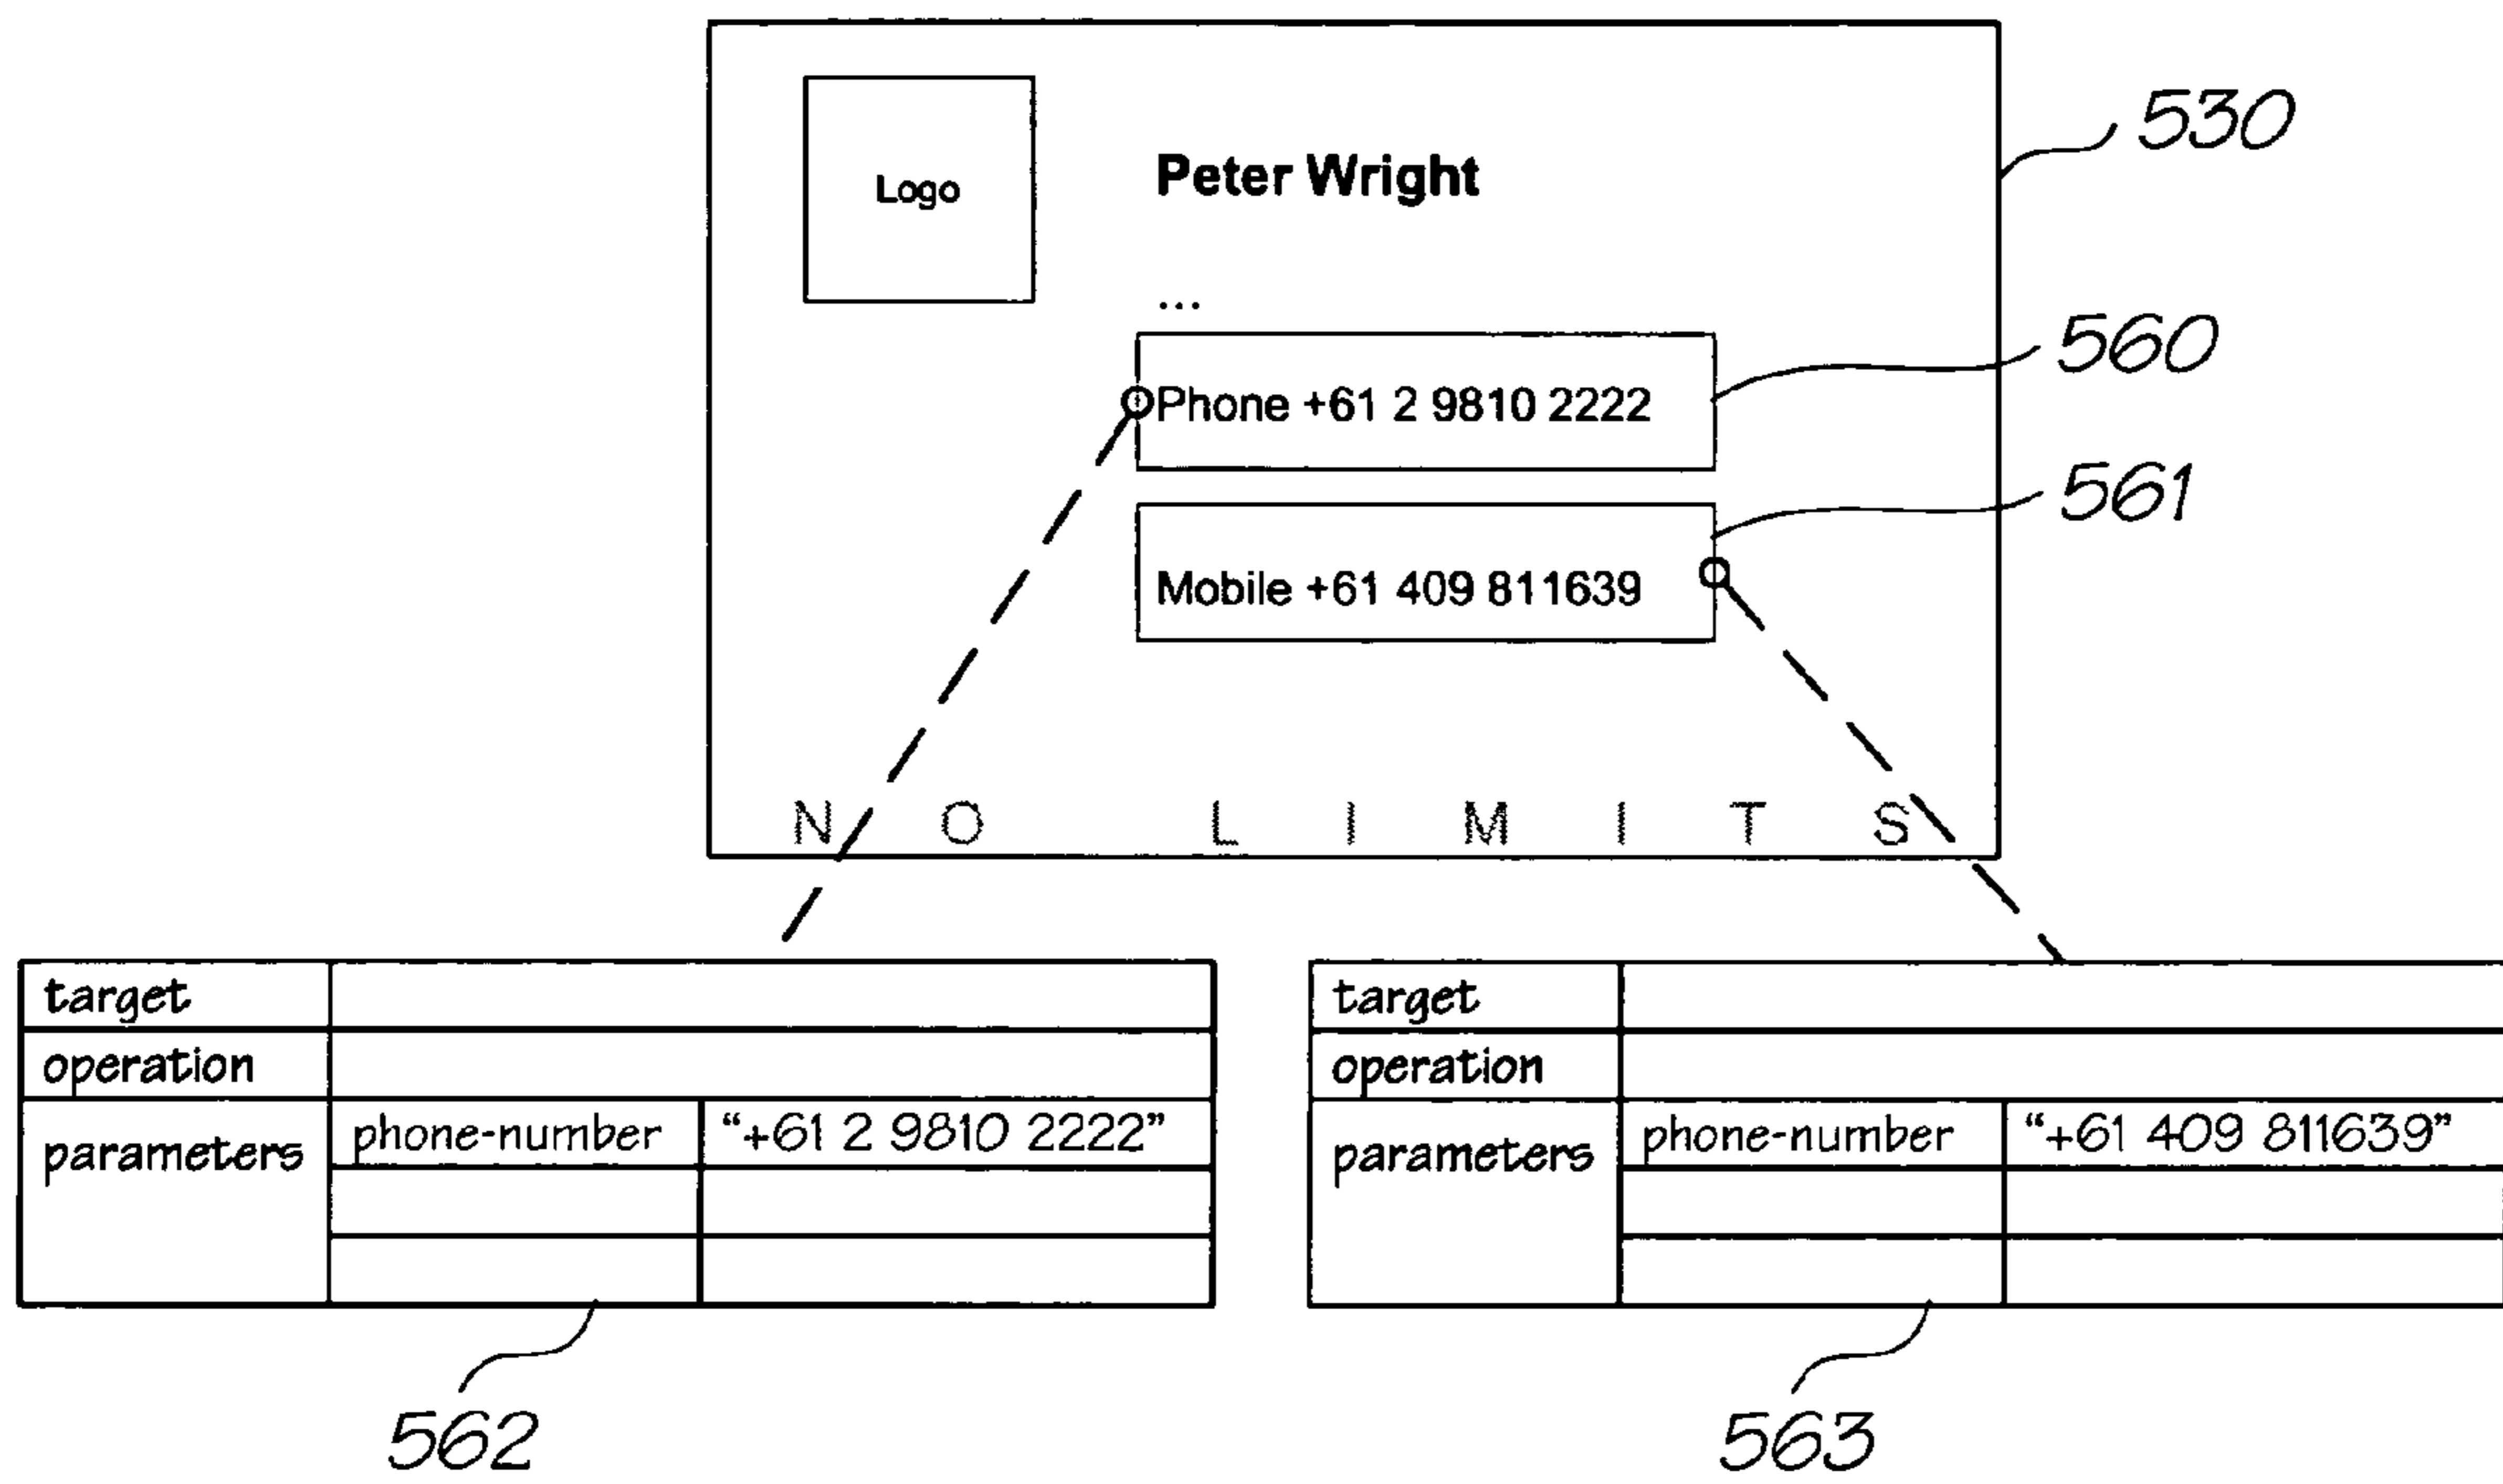 530
Logo
Peter Wright
...
560
Phone +61 2 9810 2222
561
Mobile +61 409 811639
N O L I M I T S
target
operation
parameters phone-number “+61 2 9810 2222”
562
target
operation
parameters phone-number “+61 409 811639”
563